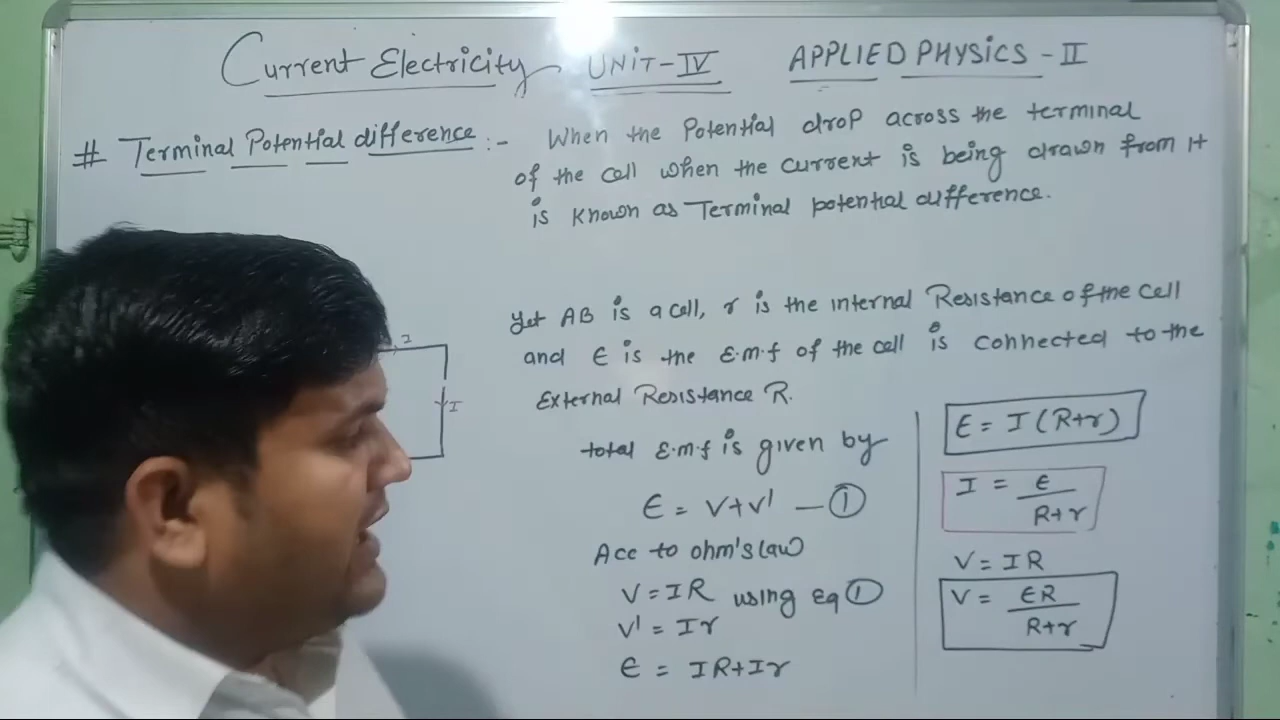 Current Electricity UNIT-IV APPLIED PHYSICS - II
# Terminal Potential difference :- When the Potential drop across the terminal
of the cell when the current is being drawn from it
is known as Terminal potential difference.
Let AB is a cell, r is the internal Resistance of the cell
and ϵ is the E.m.f of the cell is connected to the
External Resistance R.
total E.m.f is given by
ϵ = V+V' — ①
Acc to ohm's law
V = IR using Eq ①
V' = Ir
ϵ = IR+Ir
ϵ = I (R+r)
I = ϵ / R+r
V = IR
V = ϵR / R+r
I
I